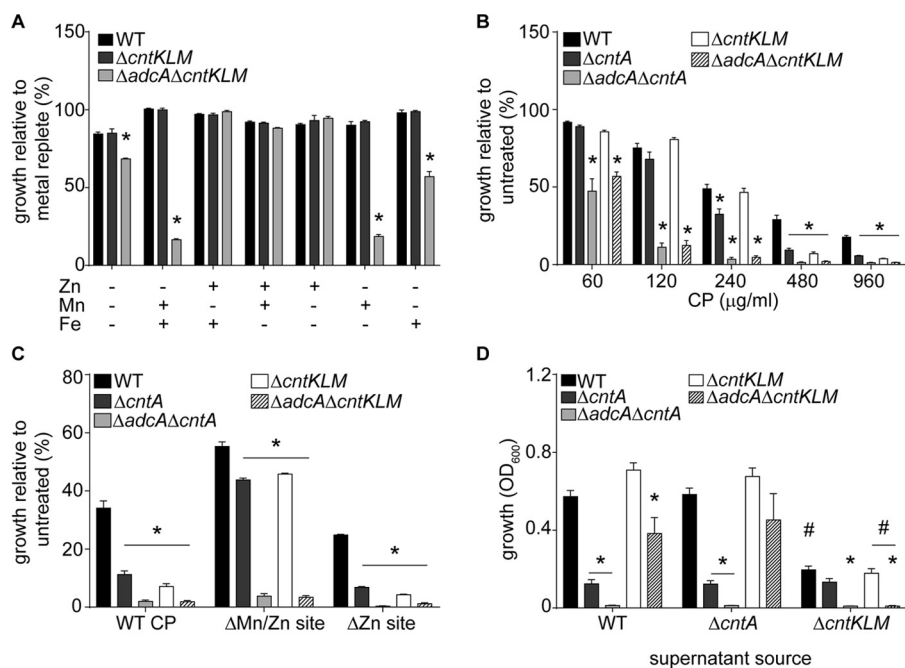 A
WT
ΔcntKLM
ΔadcAΔcntKLM
growth relative to
metal replete (%)
150
100
50
0
*
*
*
*
Zn - - + + + - -
Mn - + - + - + -
Fe - + + - - - +
B
WT
ΔcntA
ΔadcAΔcntA
ΔcntKLM
ΔadcAΔcntKLM
growth relative to
untreated (%)
150
100
50
0
* *
* *
* * *
*
*
60 120 240 480 960
CP (μg/ml)
C
WT
ΔcntA
ΔadcAΔcntA
ΔcntKLM
ΔadcAΔcntKLM
growth relative to
untreated (%)
80
60
40
20
0
*
*
*
WT CP ΔMn/Zn site ΔZn site
D
WT
ΔcntA
ΔadcAΔcntA
ΔcntKLM
ΔadcAΔcntKLM
growth (OD600)
1.2
0.8
0.4
0
*
*
*
#
#
* *
WT ΔcntA ΔcntKLM
supernatant source